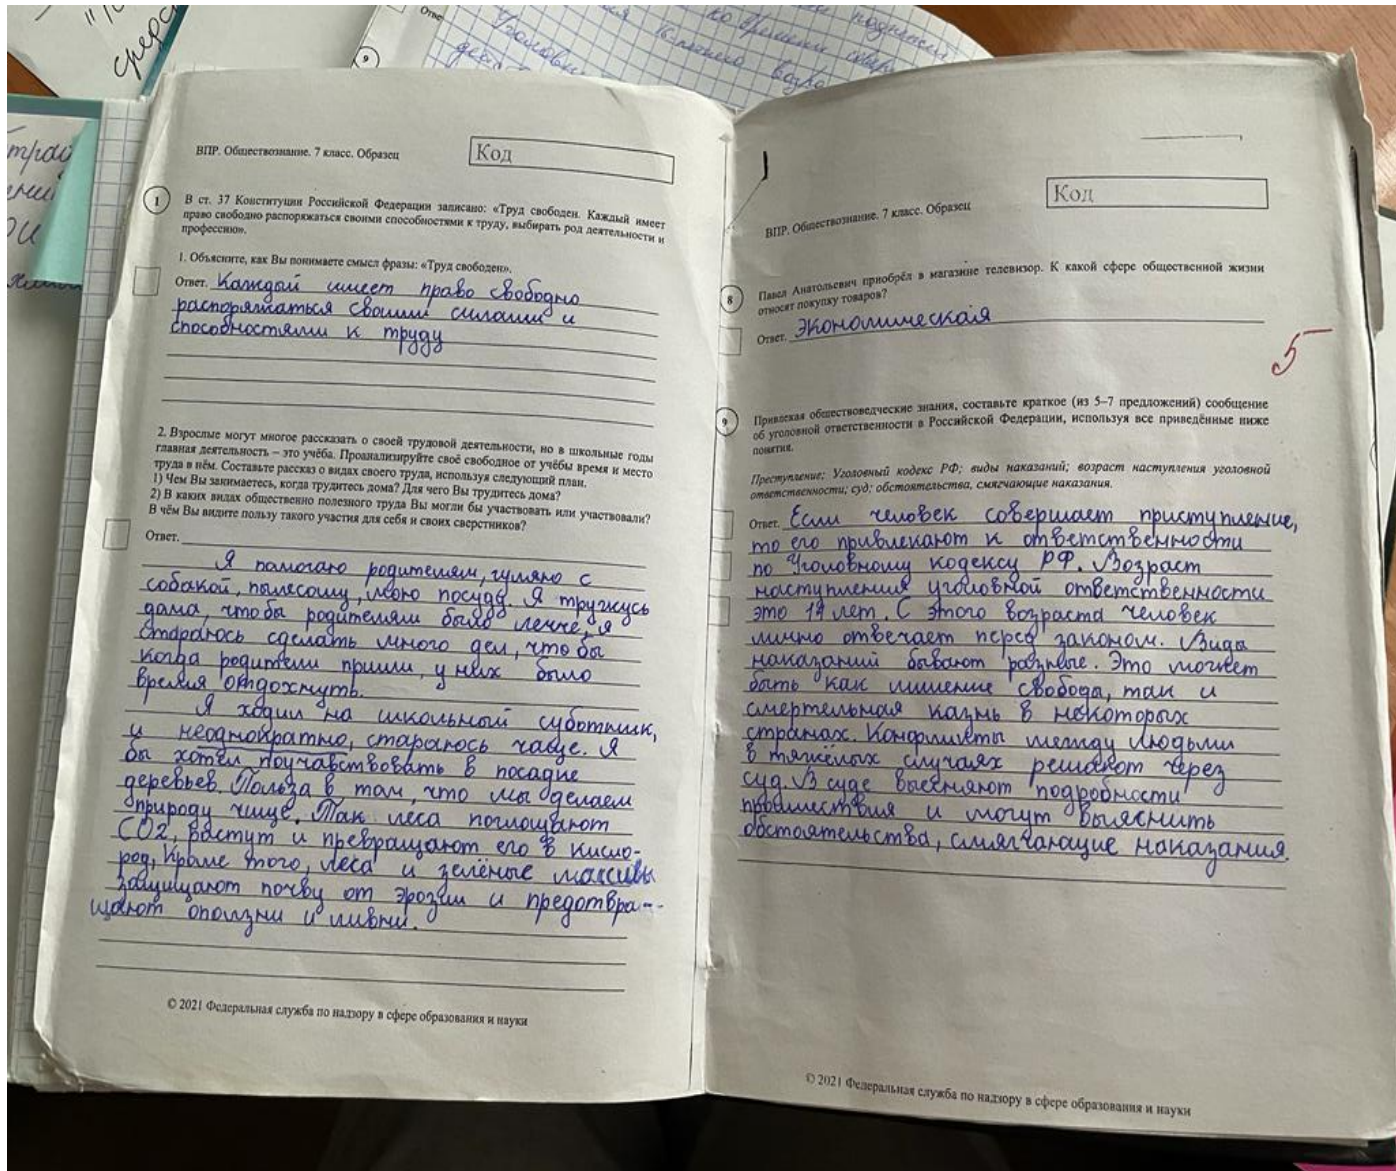 ВПР. Обществознание. 7 класс. Образец
Код
1
В ст. 37 Конституции Российской Федерации записано: «Труд свободен. Каждый имеет
право свободно распоряжаться своими способностями к труду, выбирать род деятельности и
профессию».
1. Объясните, как Вы понимаете смысл фразы: «Труд свободен».
Ответ. Каждый имеет право свободно
распоряжаться своими силами и
способностями к труду
2. Взрослые могут многое рассказать о своей трудовой деятельности, но в школьные годы
главная деятельность – это учёба. Проанализируйте своё свободное от учёбы время и место
труда в нём. Составьте рассказ о видах своего труда, используя следующий план.
1) Чем Вы занимаетесь, когда трудитесь дома? Для чего Вы трудитесь дома?
2) В каких видах общественно полезного труда Вы могли бы участвовать или участвовали?
В чём Вы видите пользу такого участия для себя и своих сверстников?
Ответ.
Я помогаю родителям, гуляю с
собакой, пылесошу, мою посуду. Я тружусь
дома, чтобы родителям было легче, я
стараюсь сделать много дел, что бы
когда родители пришли, у них было
время отдохнуть.
Я ходил на школьный суботник,
и неоднократно, стараюсь чаще. Я
бы хотел поучавствовать в посадке
деревьев. Польза в том, что мы делаем
природу чище. Так леса поглощают
CO2, растут и превращают его в кисло-
род, Кроме того, леса и зелёные массивы
защищают почву от эрозии и предотвра-
щают оползни и ливни.
© 2021 Федеральная служба по надзору в сфере образования и науки
ВПР. Обществознание. 7 класс. Образец
Код
8
Павел Анатольевич приобрёл в магазине телевизор. К какой сфере общественной жизни
относят покупку товаров?
Ответ. Экономическая
5
9
Привлекая обществоведческие знания, составьте краткое (из 5–7 предложений) сообщение
об уголовной ответственности в Российской Федерации, используя все приведённые ниже
понятия.
Преступление; Уголовный кодекс РФ; виды наказаний; возраст наступления уголовной
ответственности; суд; обстоятельства, смягчающие наказания.
Ответ. Если человек совершает приступление,
то его привлекают к ответственности
по Уголовному кодексу РФ. Возраст
наступления уголовной ответственности
это 14 лет. С этого возраста человек
лично отвечает перед законом. Виды
наказаний бывают разные. Это может
быть как лишение свобода, так и
смертельная казнь в некоторых
странах. Конфликты между людьми
в тяжёлых случаях решают через
суд. В суде выесняют подробности
проишествия и могут выяснить
обстоятельства, смягчающие наказания.
© 2021 Федеральная служба по надзору в сфере образования и науки